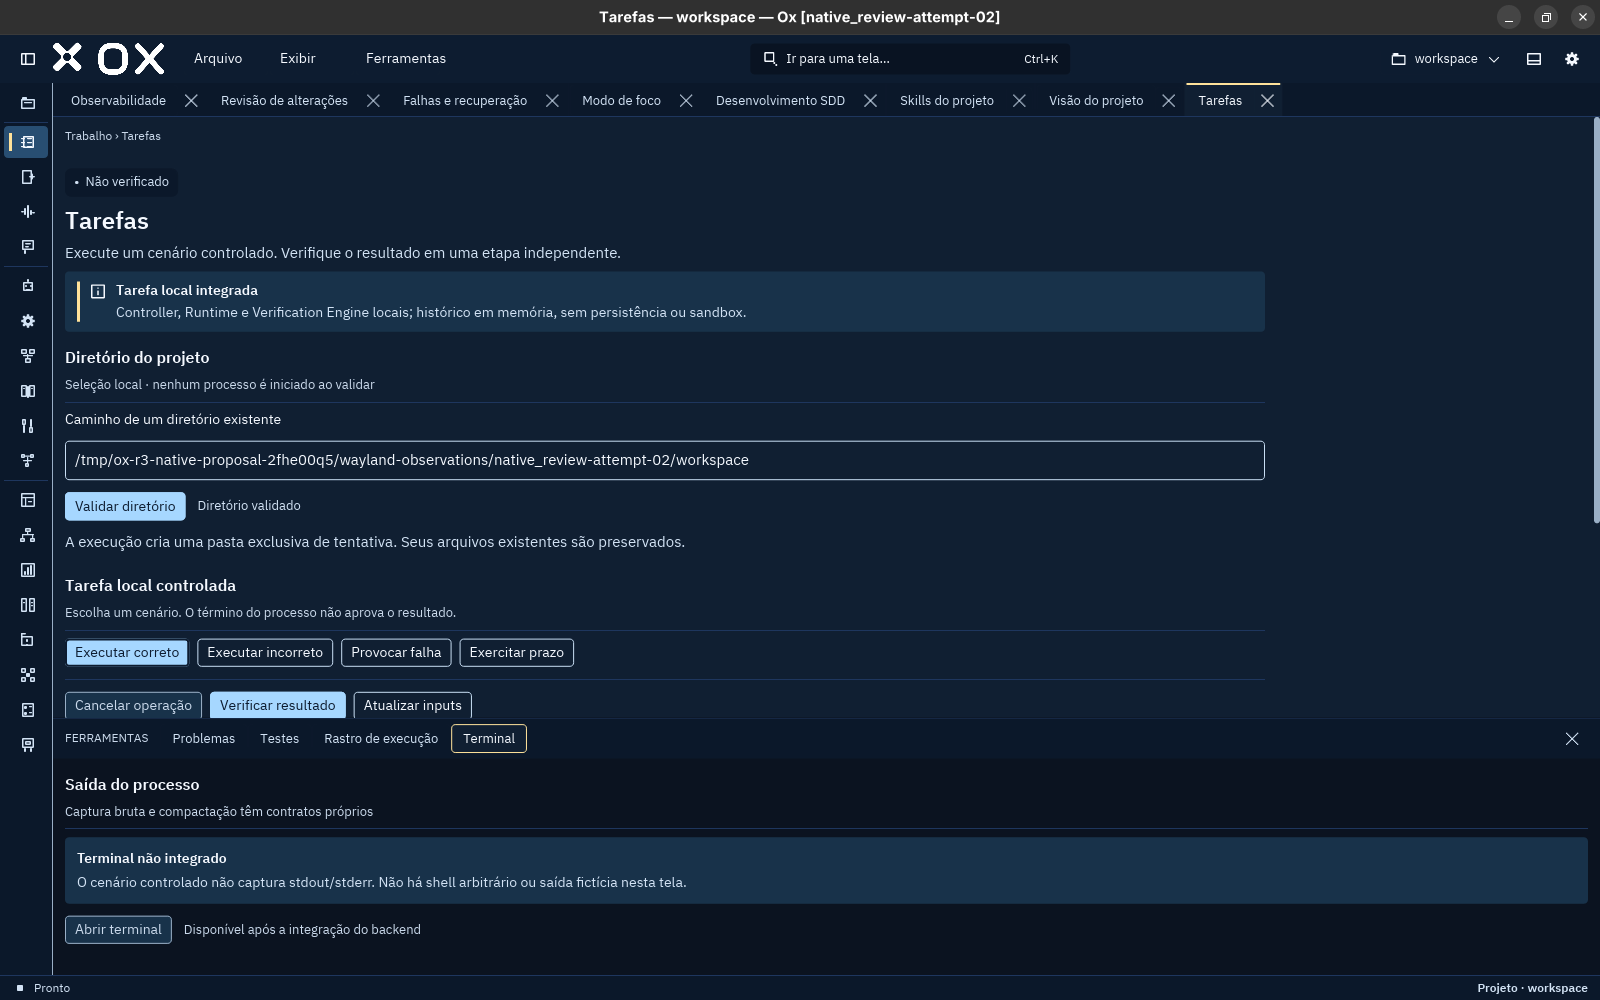 Tarefas — workspace — Ox [native_review-attempt-02]
OX Arquivo Exibir Ferramentas Ir para uma tela... Ctrl+K workspace
Observabilidade Revisão de alterações Falhas e recuperação Modo de foco Desenvolvimento SDD Skills do projeto Visão do projeto Tarefas
Trabalho › Tarefas
• Não verificado
Tarefas
Execute um cenário controlado. Verifique o resultado em uma etapa independente.
Tarefa local integrada
Controller, Runtime e Verification Engine locais; histórico em memória, sem persistência ou sandbox.
Diretório do projeto
Seleção local · nenhum processo é iniciado ao validar
Caminho de um diretório existente
/tmp/ox-r3-native-proposal-2fhe00q5/wayland-observations/native_review-attempt-02/workspace
Validar diretório Diretório validado
A execução cria uma pasta exclusiva de tentativa. Seus arquivos existentes são preservados.
Tarefa local controlada
Escolha um cenário. O término do processo não aprova o resultado.
Executar correto Executar incorreto Provocar falha Exercitar prazo
Cancelar operação Verificar resultado Atualizar inputs
FERRAMENTAS Problemas Testes Rastro de execução Terminal
Saída do processo
Captura bruta e compactação têm contratos próprios
Terminal não integrado
O cenário controlado não captura stdout/stderr. Não há shell arbitrário ou saída fictícia nesta tela.
Abrir terminal Disponível após a integração do backend
Pronto Projeto · workspace